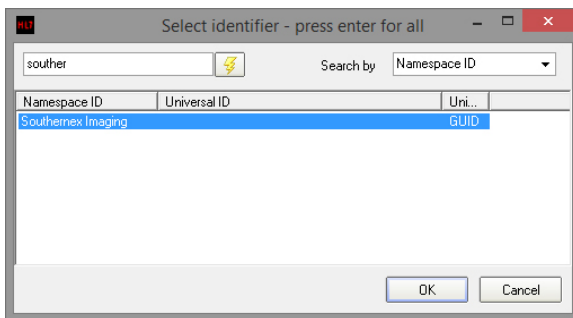 HL7 Select identifier - press enter for all
souther Search by Namespace ID
Namespace ID Universal ID Uni...
Southernex Imaging GUID
OK Cancel